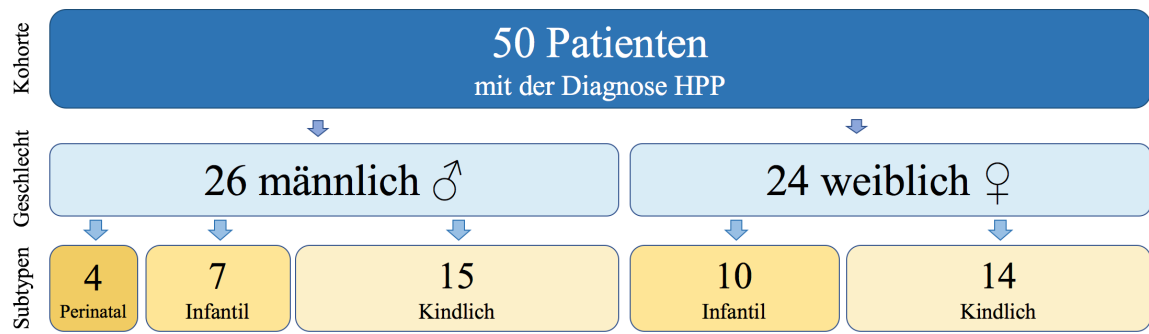 Kohorte
50 Patienten
mit der Diagnose HPP
Geschlecht
26 männlich ♂
24 weiblich ♀
Subtypen
4
Perinatal
7
Infantil
15
Kindlich
10
Infantil
14
Kindlich